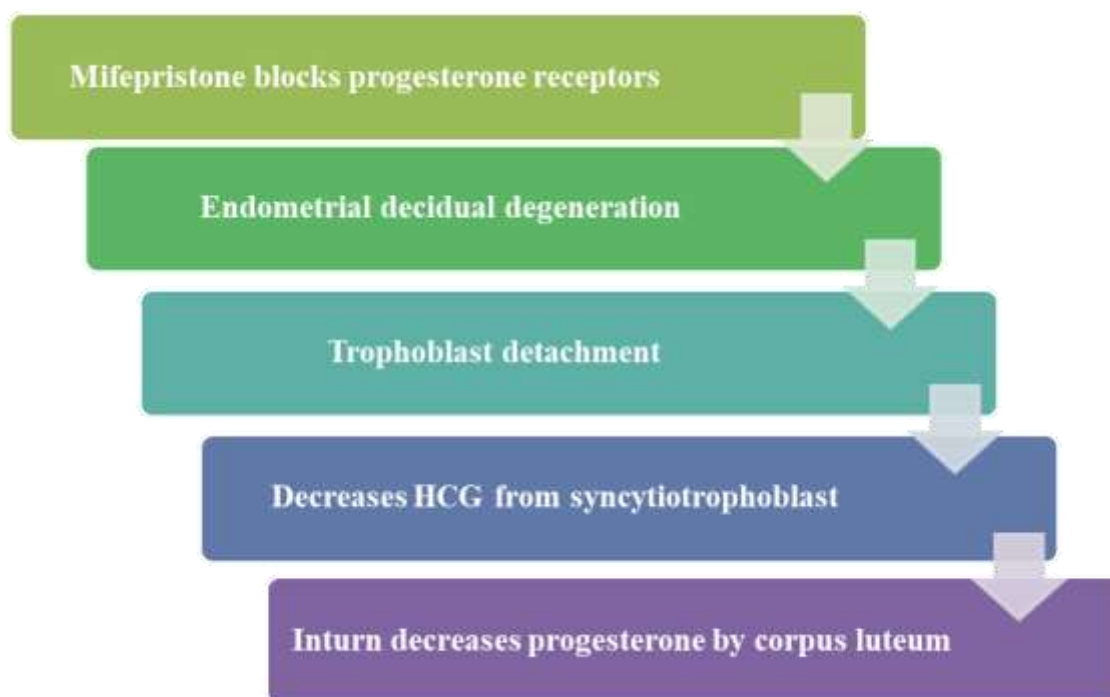 Mifepristone blocks progesterone receptors
Endometrial decidual degeneration
Trophoblast detachment
Decreases HCG from syncytiotrophoblast
Inturn decreases progesterone by corpus luteum